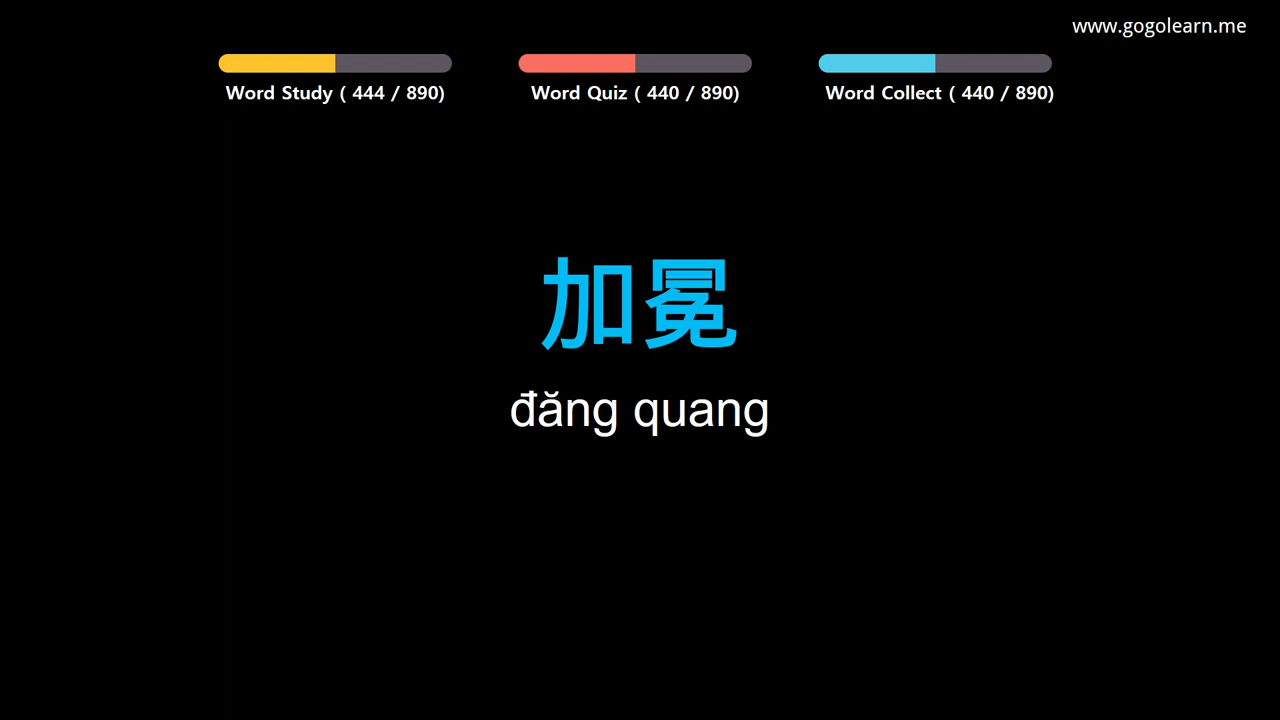 www.gogolearn.me
Word Study ( 444 / 890)
Word Quiz ( 440 / 890)
Word Collect ( 440 / 890)
加冕
đăng quang